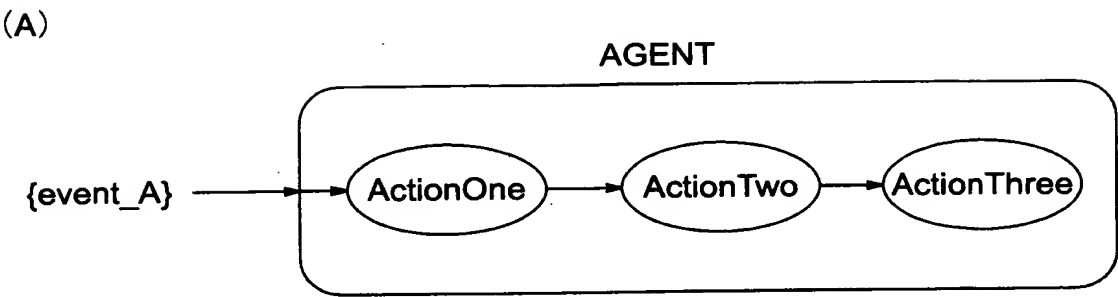 (A)
AGENT
{event_A}
ActionOne
ActionTwo
ActionThree